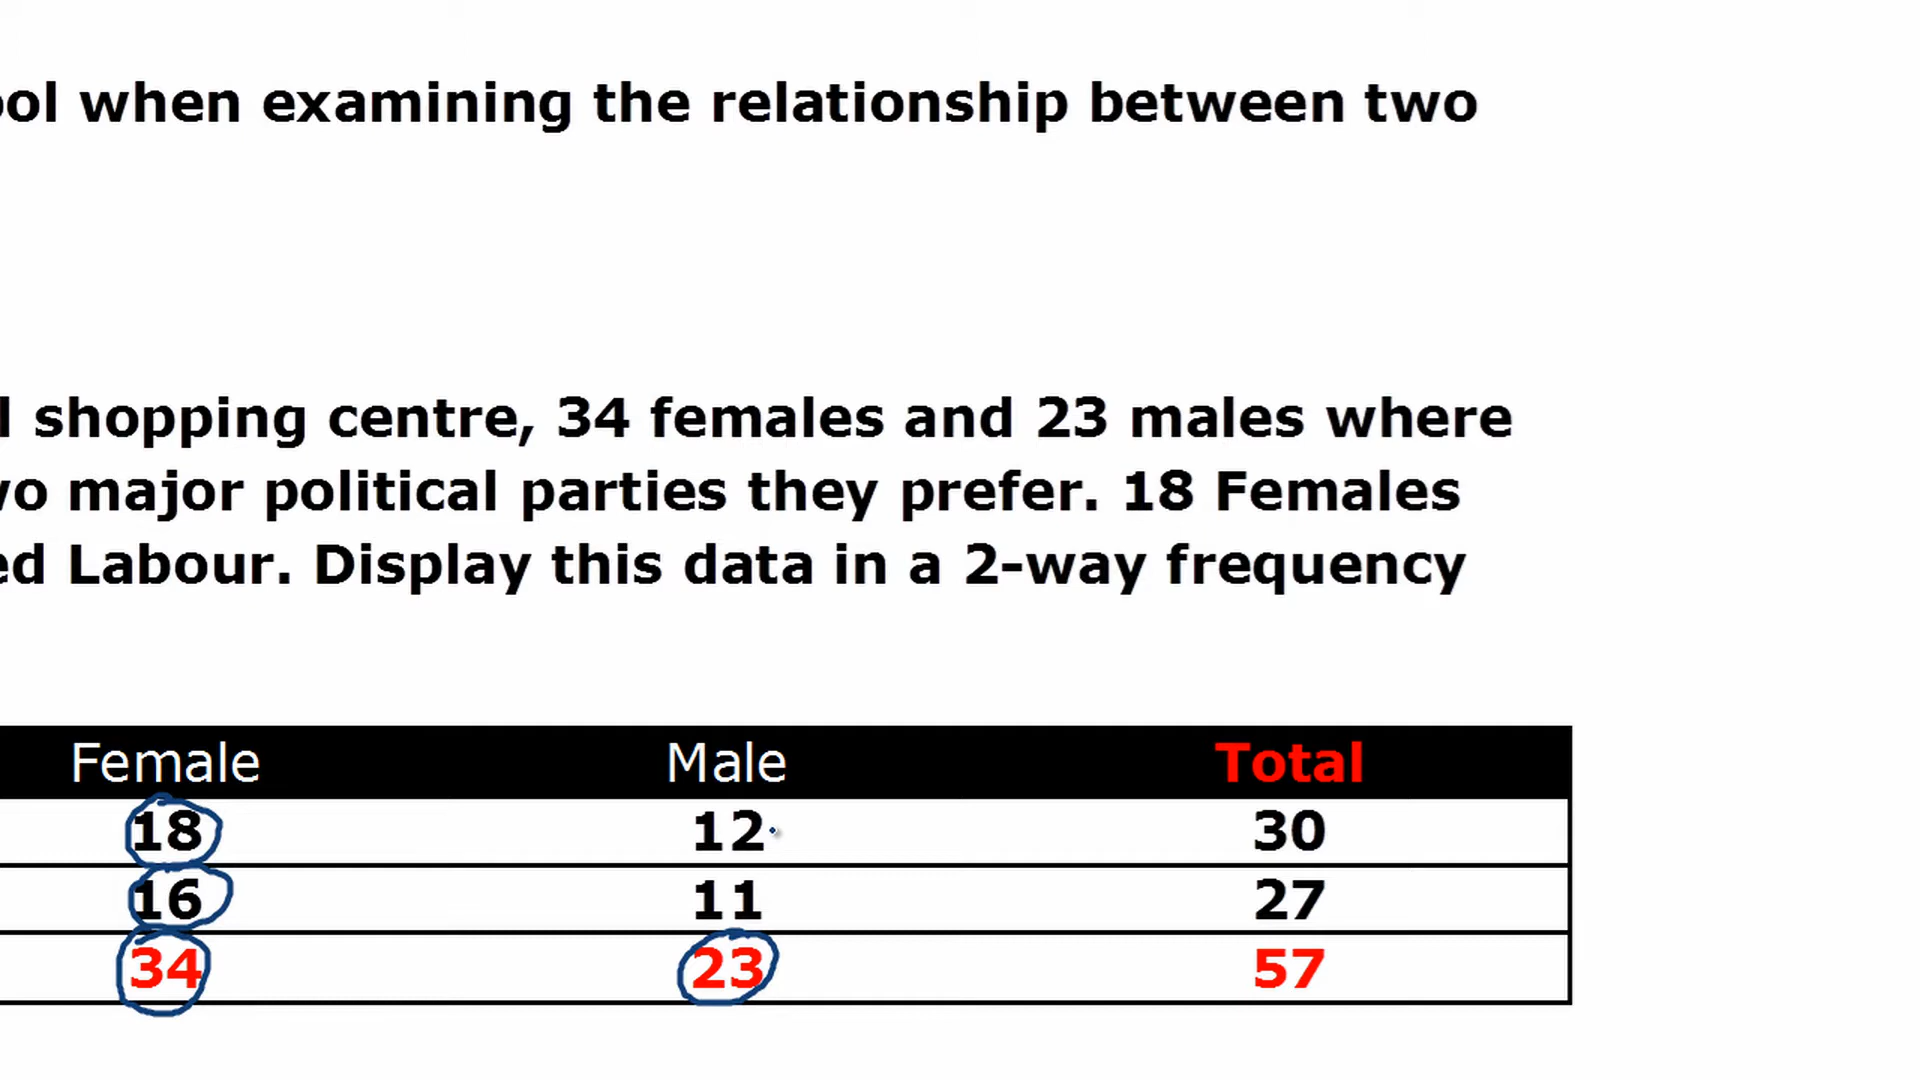 ool when examining the relationship between two
l shopping centre, 34 females and 23 males where
wo major political parties they prefer. 18 Females
ed Labour. Display this data in a 2-way frequency
Female Male Total
18 12 30
16 11 27
34 23 57